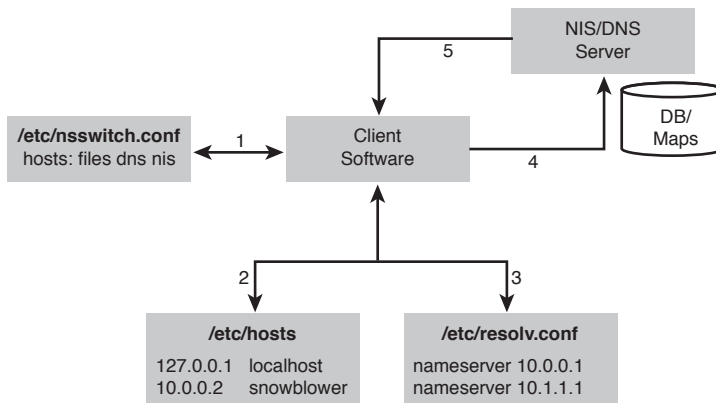 NIS/DNS
Server
5
DB/
Maps
/etc/nsswitch.conf
hosts: files dns nis
1
Client
Software
4
2
3
/etc/hosts
127.0.0.1 localhost
10.0.0.2 snowblower
/etc/resolv.conf
nameserver 10.0.0.1
nameserver 10.1.1.1